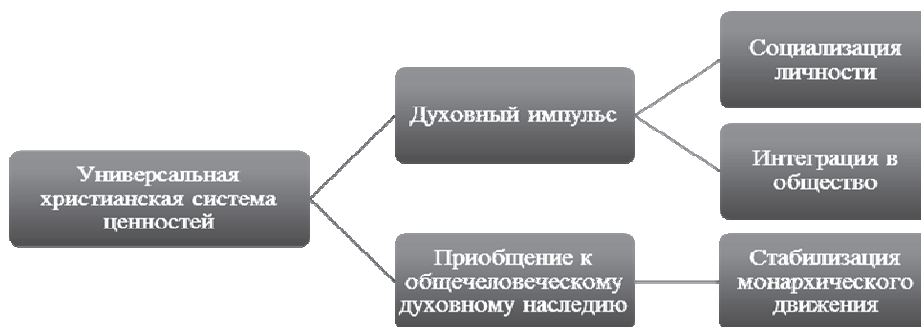 Универсальная
христианская система
ценностей
Духовный импульс
Социализация
личности
Интеграция в
общество
Приобщение к
общечеловеческому
духовному наследию
Стабилизация
монархического
движения